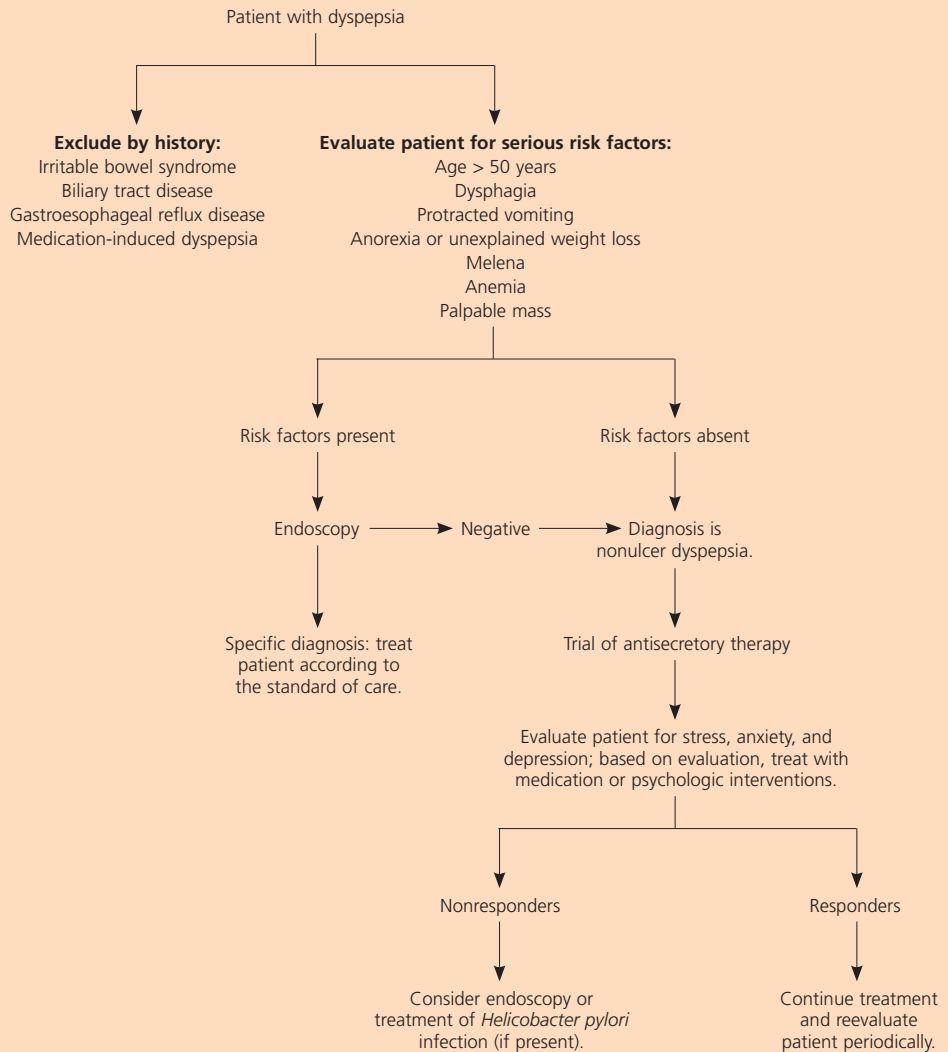 Patient with dyspepsia
Exclude by history:
Irritable bowel syndrome
Biliary tract disease
Gastroesophageal reflux disease
Medication-induced dyspepsia
Evaluate patient for serious risk factors:
Age > 50 years
Dysphagia
Protracted vomiting
Anorexia or unexplained weight loss
Melena
Anemia
Palpable mass
Risk factors present
Risk factors absent
Endoscopy
Negative
Diagnosis is
nonulcer dyspepsia.
Specific diagnosis: treat
patient according to
the standard of care.
Trial of antisecretory therapy
Evaluate patient for stress, anxiety, and
depression; based on evaluation, treat with
medication or psychologic interventions.
Nonresponders
Responders
Consider endoscopy or
treatment of Helicobacter pylori
infection (if present).
Continue treatment
and reevaluate
patient periodically.